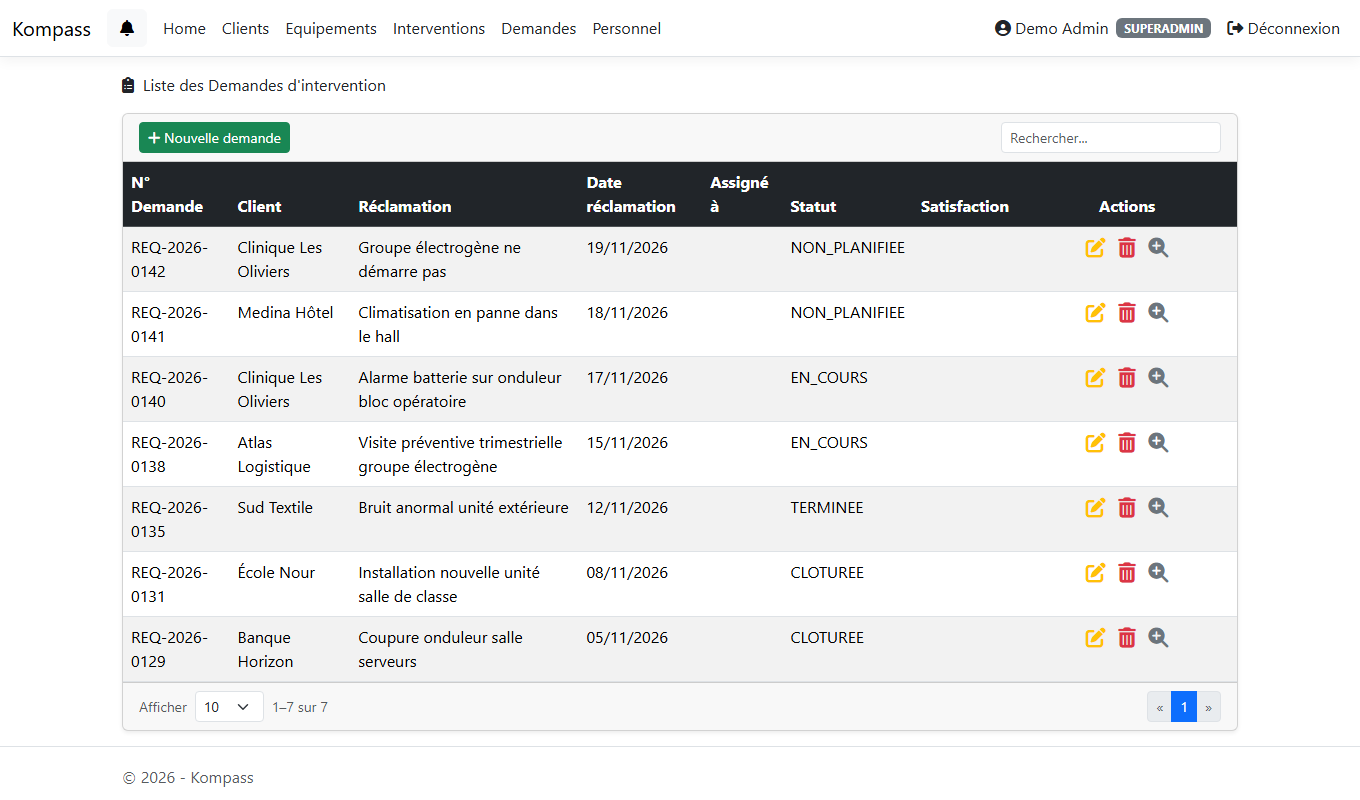 Kompass Home Clients Equipements Interventions Demandes Personnel Demo Admin SUPERADMIN Déconnexion
Liste des Demandes d'intervention
Nouvelle demande Rechercher...
N° Demande Client Réclamation Date réclamation Assigné à Statut Satisfaction Actions
REQ-2026-0142 Clinique Les Oliviers Groupe électrogène ne démarre pas 19/11/2026 NON_PLANIFIEE
REQ-2026-0141 Medina Hôtel Climatisation en panne dans le hall 18/11/2026 NON_PLANIFIEE
REQ-2026-0140 Clinique Les Oliviers Alarme batterie sur onduleur bloc opératoire 17/11/2026 EN_COURS
REQ-2026-0138 Atlas Logistique Visite préventive trimestrielle groupe électrogène 15/11/2026 EN_COURS
REQ-2026-0135 Sud Textile Bruit anormal unité extérieure 12/11/2026 TERMINEE
REQ-2026-0131 École Nour Installation nouvelle unité salle de classe 08/11/2026 CLOTUREE
REQ-2026-0129 Banque Horizon Coupure onduleur salle serveurs 05/11/2026 CLOTUREE
Afficher 10 1–7 sur 7 « 1 »
© 2026 - Kompass